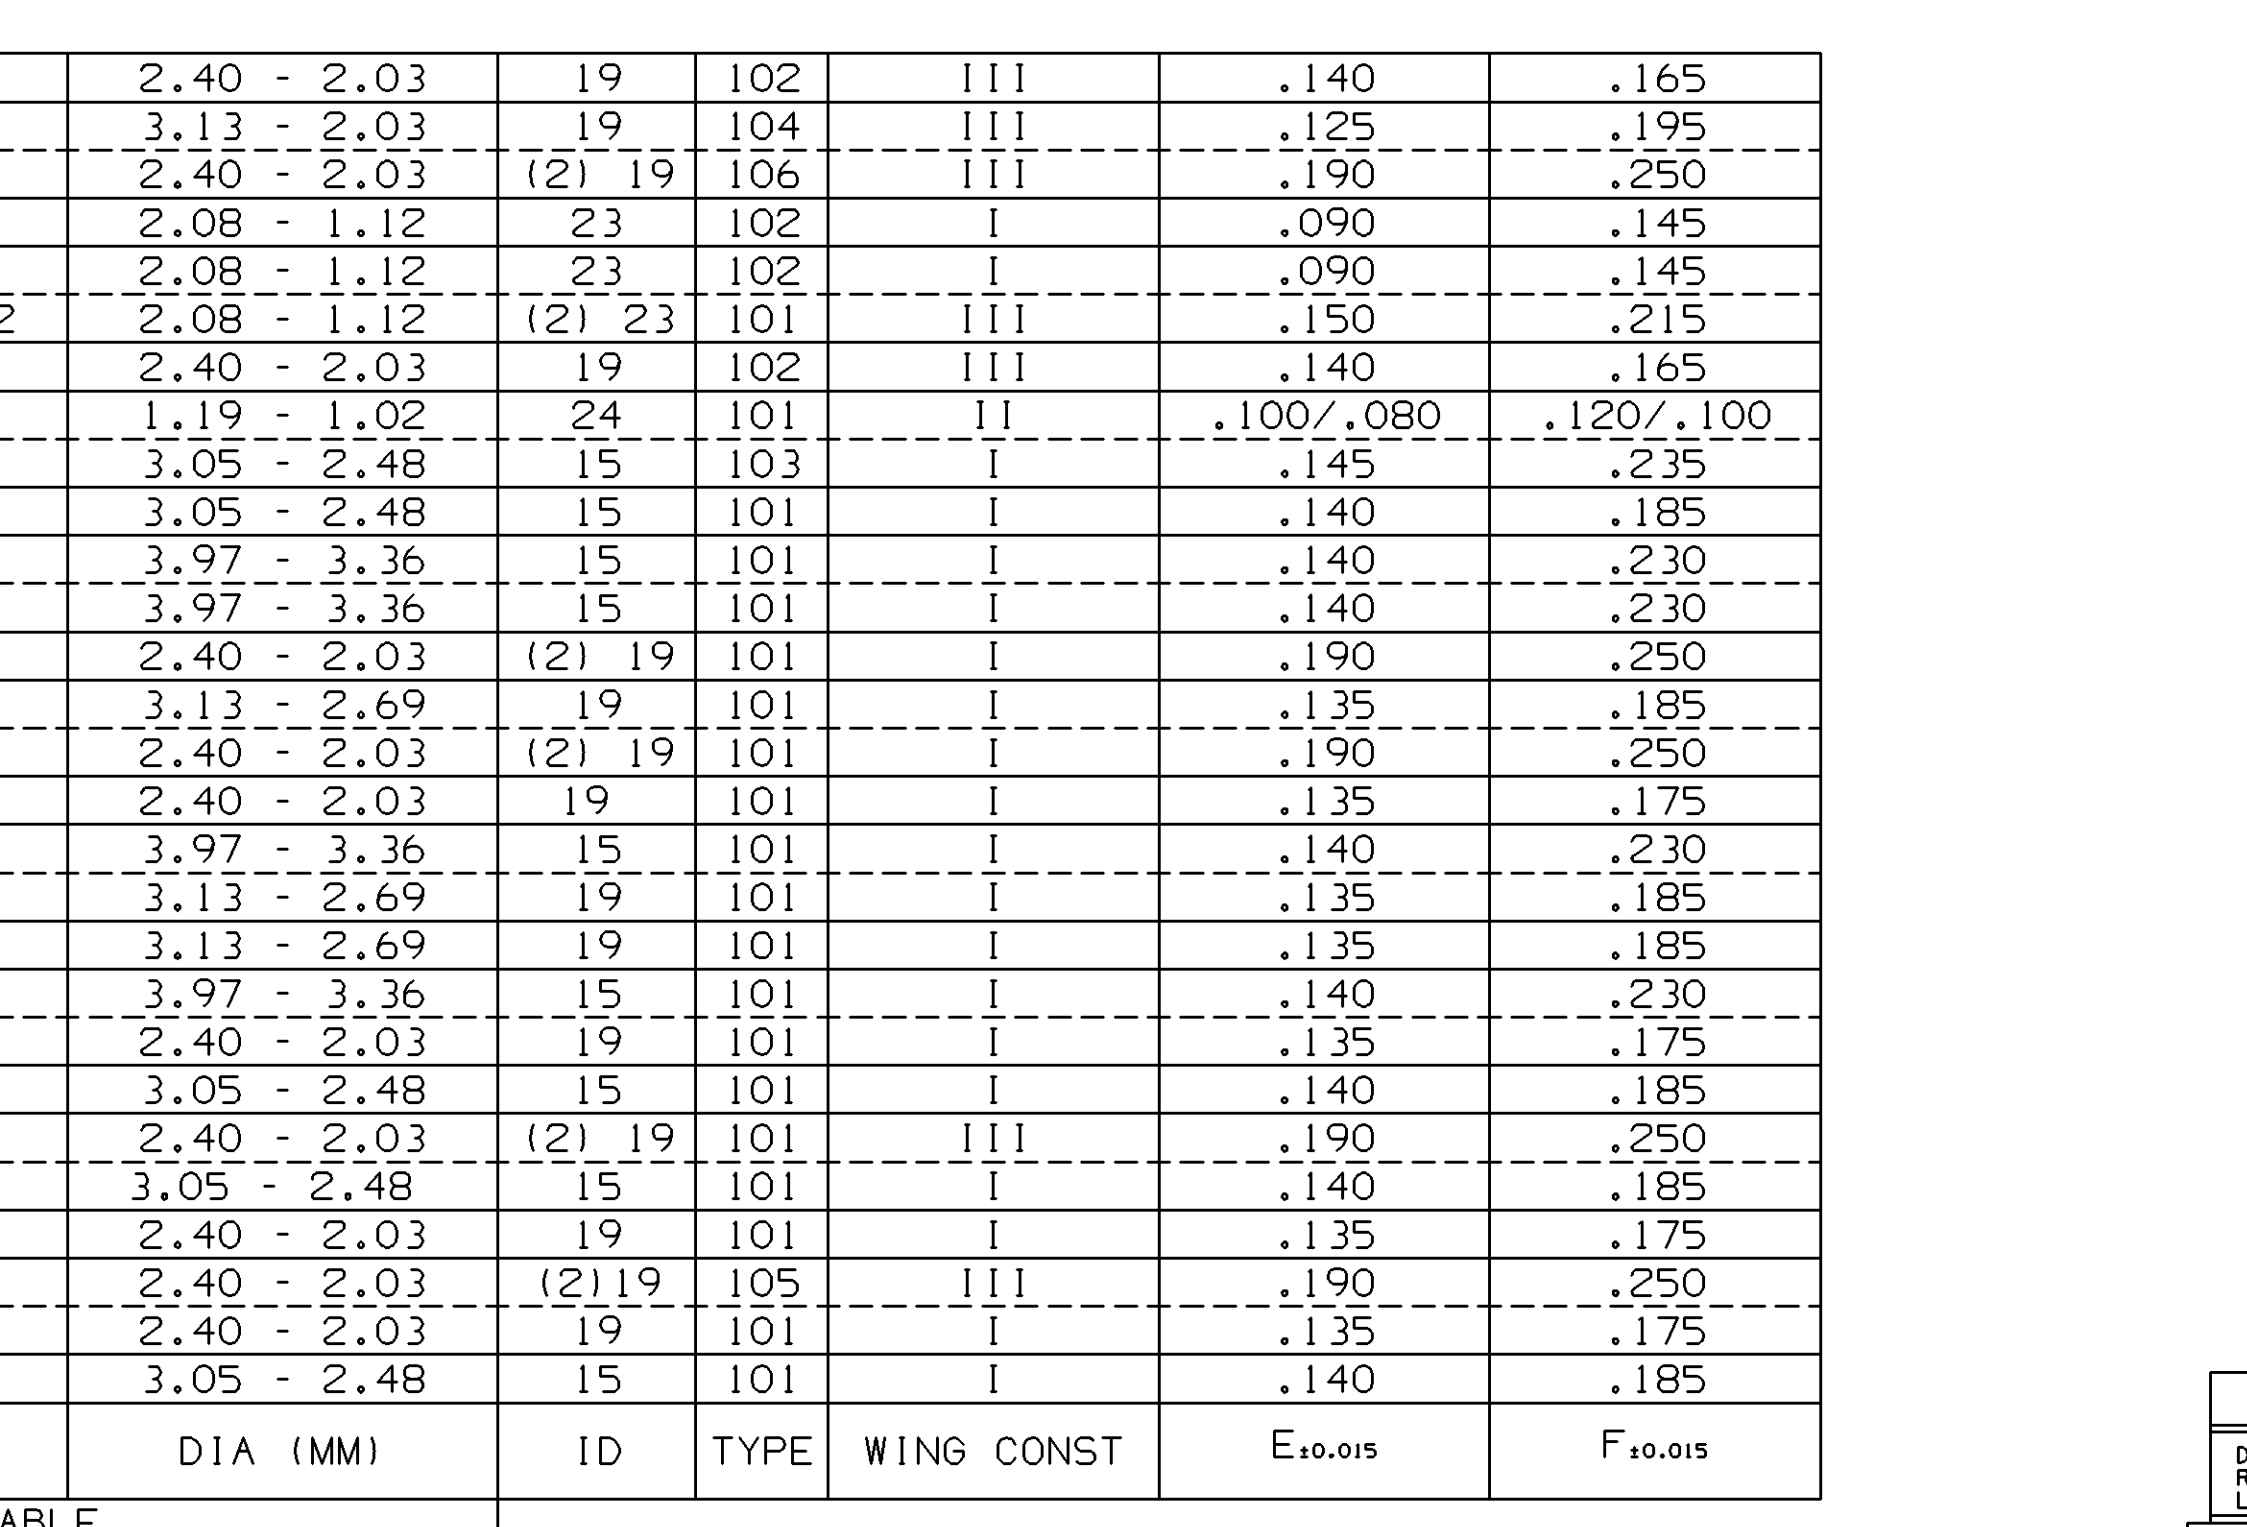 2.40 - 2.03 19 102 III .140 .165
3.13 - 2.03 19 104 III .125 .195
2.40 - 2.03 (2) 19 106 III .190 .250
2.08 - 1.12 23 102 I .090 .145
2.08 - 1.12 23 102 I .090 .145
2 2.08 - 1.12 (2) 23 101 III .150 .215
2.40 - 2.03 19 102 III .140 .165
1.19 - 1.02 24 101 II .100/.080 .120/.100
3.05 - 2.48 15 103 I .145 .235
3.05 - 2.48 15 101 I .140 .185
3.97 - 3.36 15 101 I .140 .230
3.97 - 3.36 15 101 I .140 .230
2.40 - 2.03 (2) 19 101 I .190 .250
3.13 - 2.69 19 101 I .135 .185
2.40 - 2.03 (2) 19 101 I .190 .250
2.40 - 2.03 19 101 I .135 .175
3.97 - 3.36 15 101 I .140 .230
3.13 - 2.69 19 101 I .135 .185
3.13 - 2.69 19 101 I .135 .185
3.97 - 3.36 15 101 I .140 .230
2.40 - 2.03 19 101 I .135 .175
3.05 - 2.48 15 101 I .140 .185
2.40 - 2.03 (2) 19 101 III .190 .250
3.05 - 2.48 15 101 I .140 .185
2.40 - 2.03 19 101 I .135 .175
2.40 - 2.03 (2)19 105 III .190 .250
2.40 - 2.03 19 101 I .135 .175
3.05 - 2.48 15 101 I .140 .185
DIA (MM) ID TYPE WING CONST E±0.015 F±0.015
ABLE